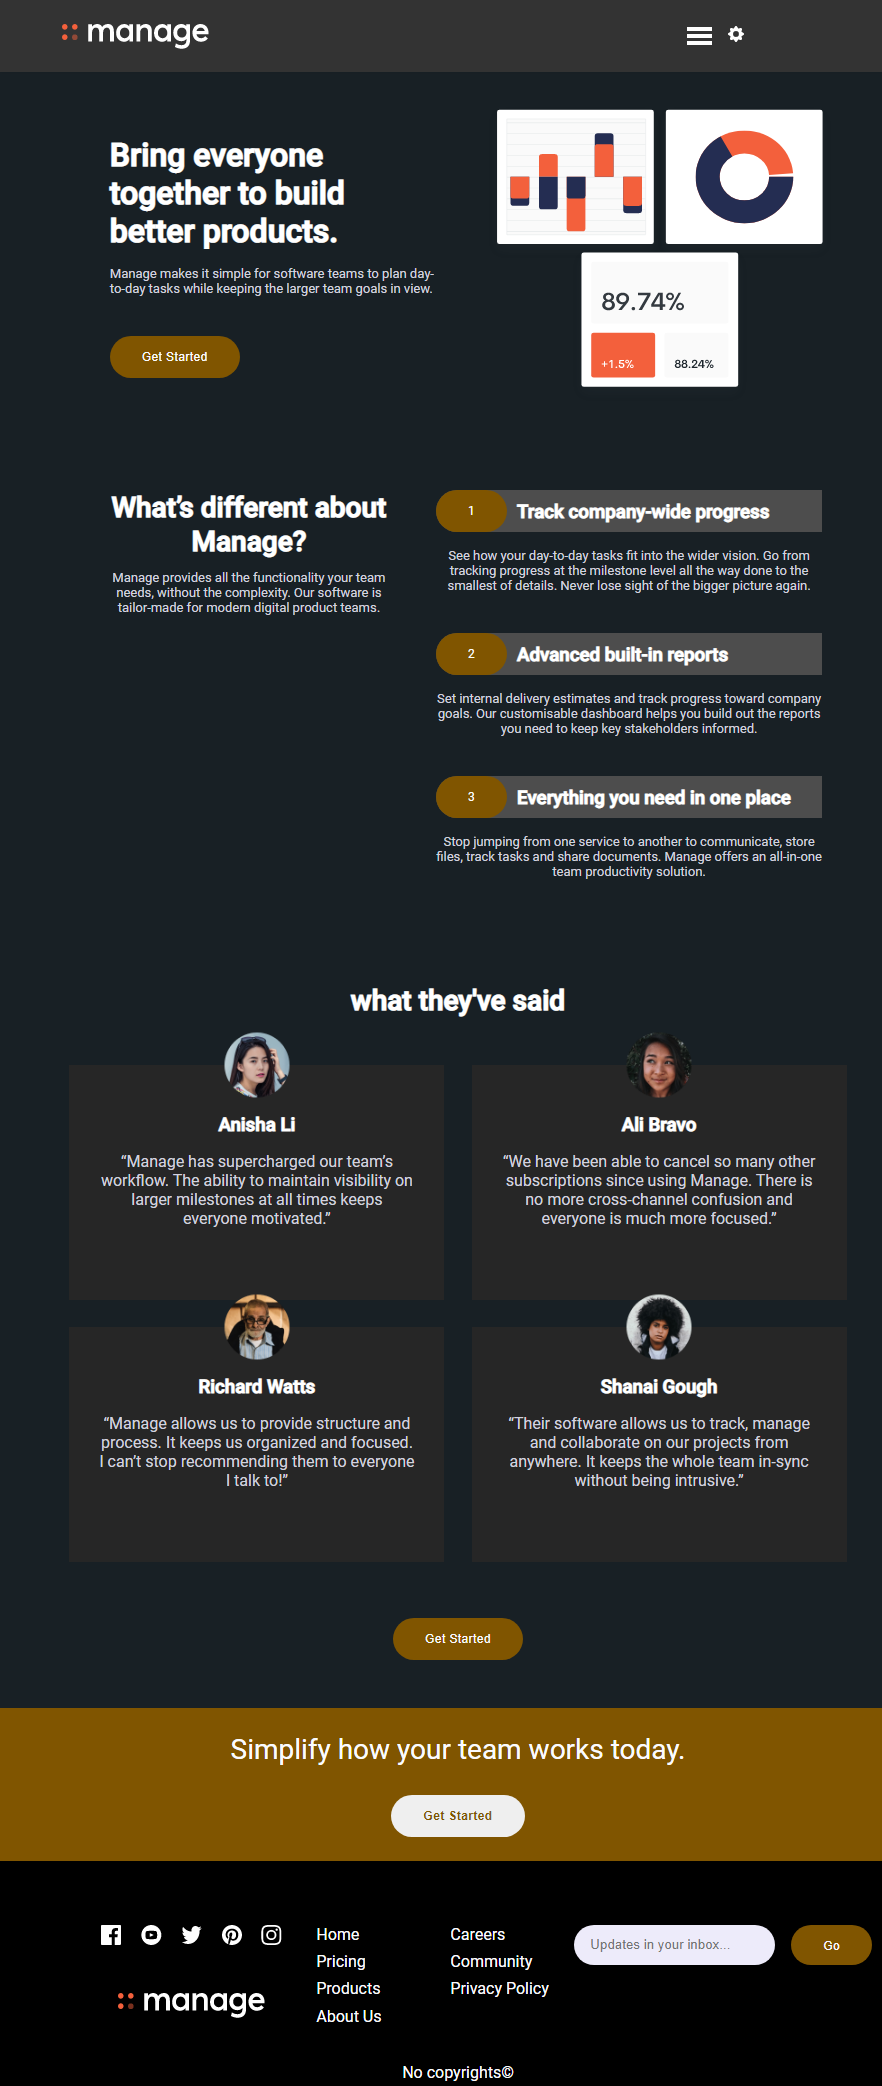 manage
Bring everyone
together to build
better products.
Manage makes it simple for software teams to plan day-
to-day tasks while keeping the larger team goals in view.
Get Started
89.74%
+1.5%
88.24%
What’s different about
Manage?
Manage provides all the functionality your team
needs, without the complexity. Our software is
tailor-made for modern digital product teams.
1
Track company-wide progress
See how your day-to-day tasks fit into the wider vision. Go from
tracking progress at the milestone level all the way done to the
smallest of details. Never lose sight of the bigger picture again.
2
Advanced built-in reports
Set internal delivery estimates and track progress toward company
goals. Our customisable dashboard helps you build out the reports
you need to keep key stakeholders informed.
3
Everything you need in one place
Stop jumping from one service to another to communicate, store
files, track tasks and share documents. Manage offers an all-in-one
team productivity solution.
what they've said
Anisha Li
“Manage has supercharged our team’s
workflow. The ability to maintain visibility on
larger milestones at all times keeps
everyone motivated.”
Ali Bravo
“We have been able to cancel so many other
subscriptions since using Manage. There is
no more cross-channel confusion and
everyone is much more focused.”
Richard Watts
“Manage allows us to provide structure and
process. It keeps us organized and focused.
I can’t stop recommending them to everyone
I talk to!”
Shanai Gough
“Their software allows us to track, manage
and collaborate on our projects from
anywhere. It keeps the whole team in-sync
without being intrusive.”
Get Started
Simplify how your team works today.
Get Started
manage
Home
Pricing
Products
About Us
Careers
Community
Privacy Policy
Updates in your inbox...
Go
No copyrights©